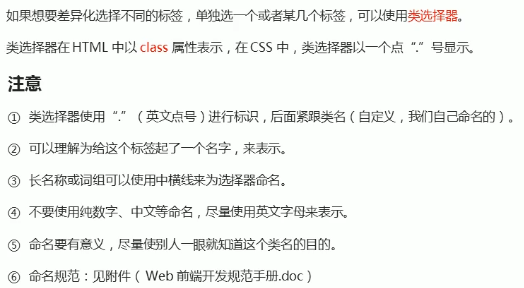 如果想要差异化选择不同的标签，单独选一个或者某几个标签，可以使用类选择器。
类选择器在 HTML 中以 class 属性表示，在 CSS 中，类选择器以一个点“.”号显示。
注意
① 类选择器使用“.”（英文点号）进行标识，后面紧跟类名（自定义，我们自己命名的）。
② 可以理解为给这个标签起了一个名字，来表示。
③ 长名称或词组可以使用中横线来为选择器命名。
④ 不要使用纯数字、中文等命名，尽量使用英文字母来表示。
⑤ 命名要有意义，尽量使别人一眼就知道这个类名的目的。
⑥ 命名规范：见附件（ Web 前端开发规范手册.doc ）